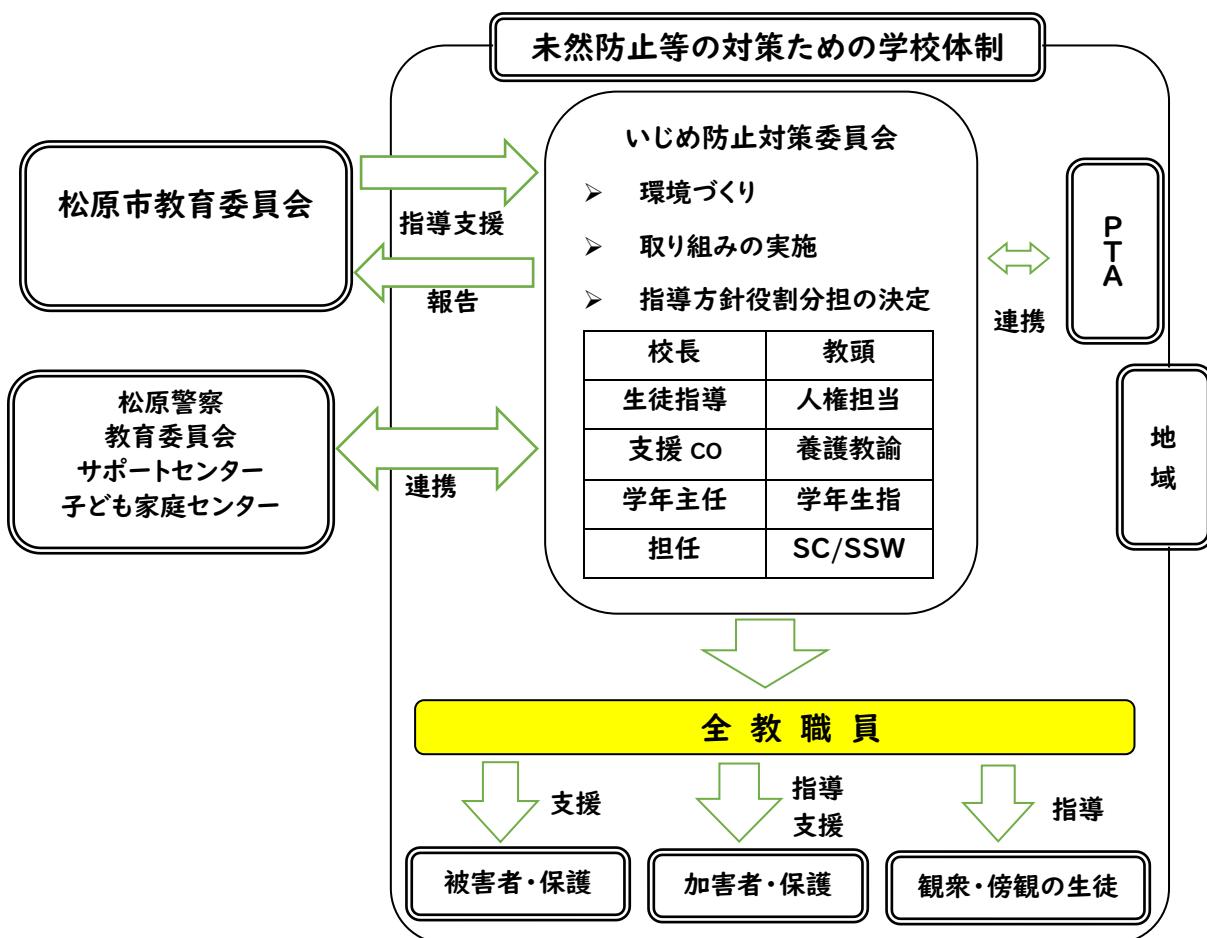 未然防止等の対策ための学校体制
いじめ防止対策委員会
➢ 環境づくり
➢ 取り組みの実施
➢ 指導方針役割分担の決定
校長 教頭
生徒指導 人権担当
支援 CO 養護教諭
学年主任 学年生指
担任 SC/SSW
松原市教育委員会
指導支援
報告
松原警察
教育委員会
サポートセンター
子ども家庭センター
連携
PTA
連携
地域
全教職員
支援
指導
支援
指導
被害者・保護
加害者・保護
観衆・傍観の生徒